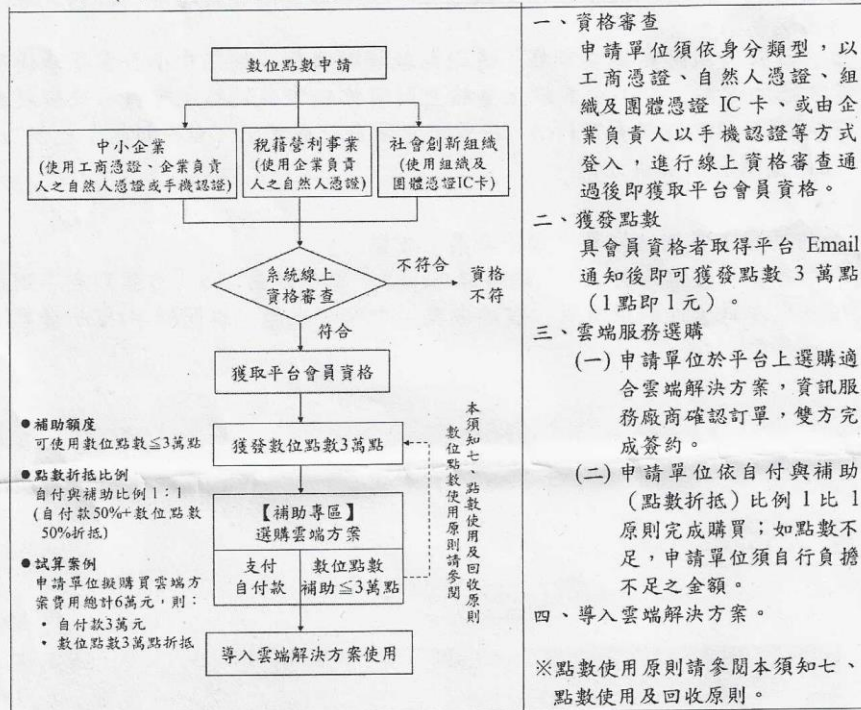 數位點數申請
中小企業
(使用工商憑證、企業負責
人之自然人憑證或手機認證)
稅籍營利事業
(使用企業負責
人之自然人憑證)
社會創新組織
(使用組織及
團體憑證IC卡)
系統線上
資格審查
不符合
資格
不符
符合
獲取平台會員資格
獲發數位點數3萬點
本須知七、點數使用及回收原則
數位點數使用原則請參閱
【補助專區】
選購雲端方案
支付
自付款
數位點數
補助≦3萬點
導入雲端解決方案使用
●補助額度
可使用數位點數≦3萬點
●點數折抵比例
自付與補助比例1:1
(自付款50%+數位點數
50%折抵)
●試算案例
申請單位擬購買雲端方
案費用總計6萬元,則:
・自付款3萬元
・數位點數3萬點折抵
一、資格審查
申請單位須依身分類型,以
工商憑證、自然人憑證、組
織及團體憑證 IC 卡、或由企
業負責人以手機認證等方式
登入,進行線上資格審查通
過後即獲取平台會員資格。
二、獲發點數
具會員資格者取得平台 Email
通知後即可獲發點數 3 萬點
(1點即1元)。
三、雲端服務選購
(一)申請單位於平台上選購適
合雲端解決方案,資訊服
務廠商確認訂單,雙方完
成簽約。
(二)申請單位依自付與補助
(點數折抵)比例 1 比 1
原則完成購買;如點數不
足,申請單位須自行負擔
不足之金額。
四、導入雲端解決方案。
※點數使用原則請參閱本須知七、
點數使用及回收原則。